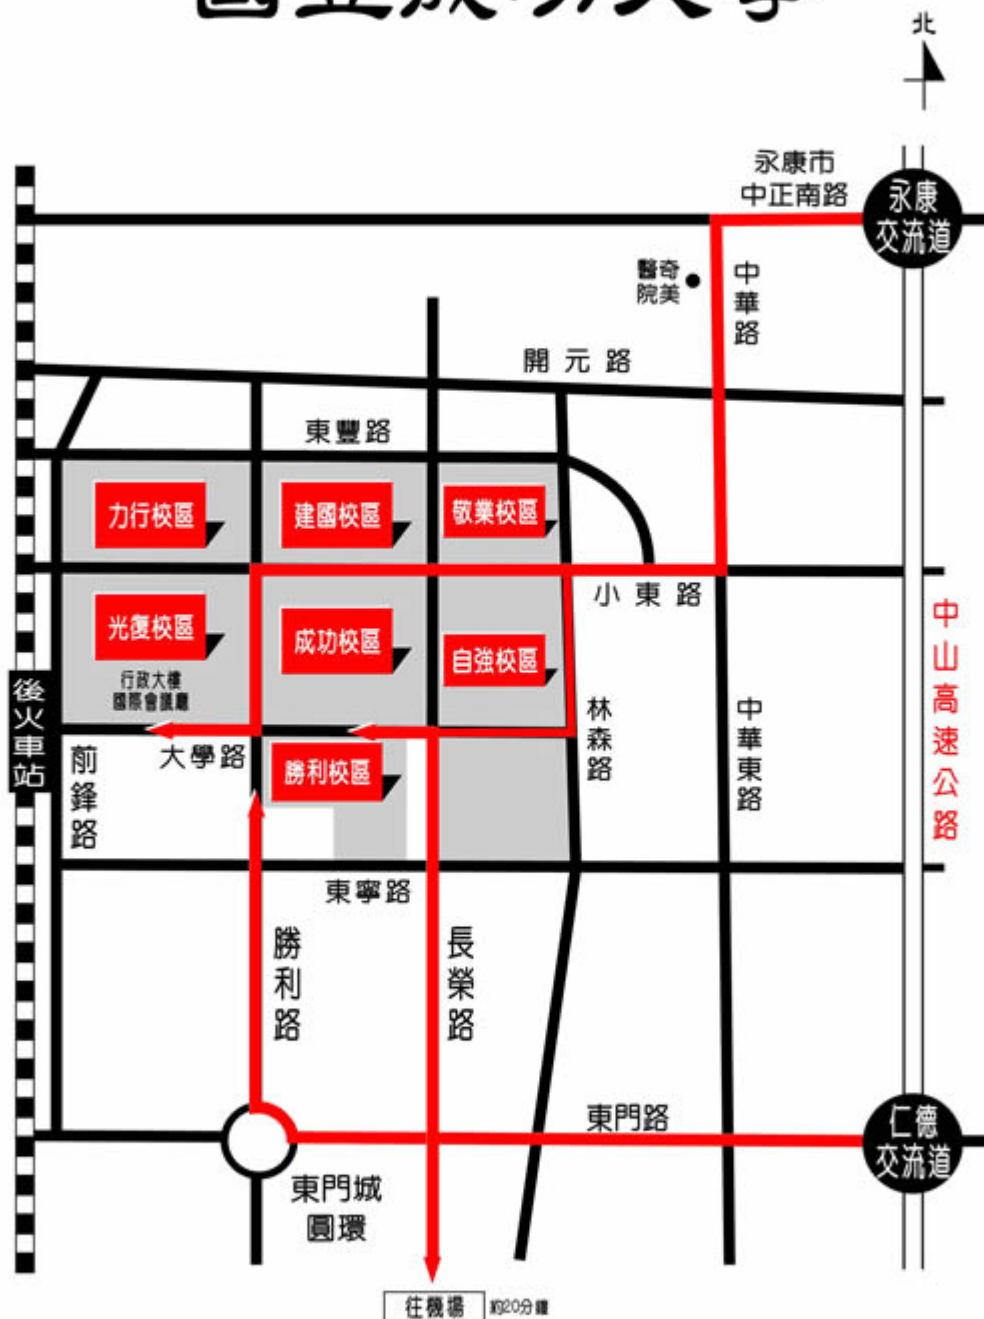 國立成功大學
北
永康市
中正南路
永康
交流道
奇美
醫院
中華路
開元路
東豐路
力行校區
建國校區
敬業校區
小東路
光復校區
成功校區
自強校區
行政大樓
國際會議廳
中山高速公路
後火車站
前鋒路
大學路
勝利校區
林森路
中華東路
東寧路
勝利路
長榮路
東門路
仁德
交流道
東門城
圓環
往機場 約20分鐘